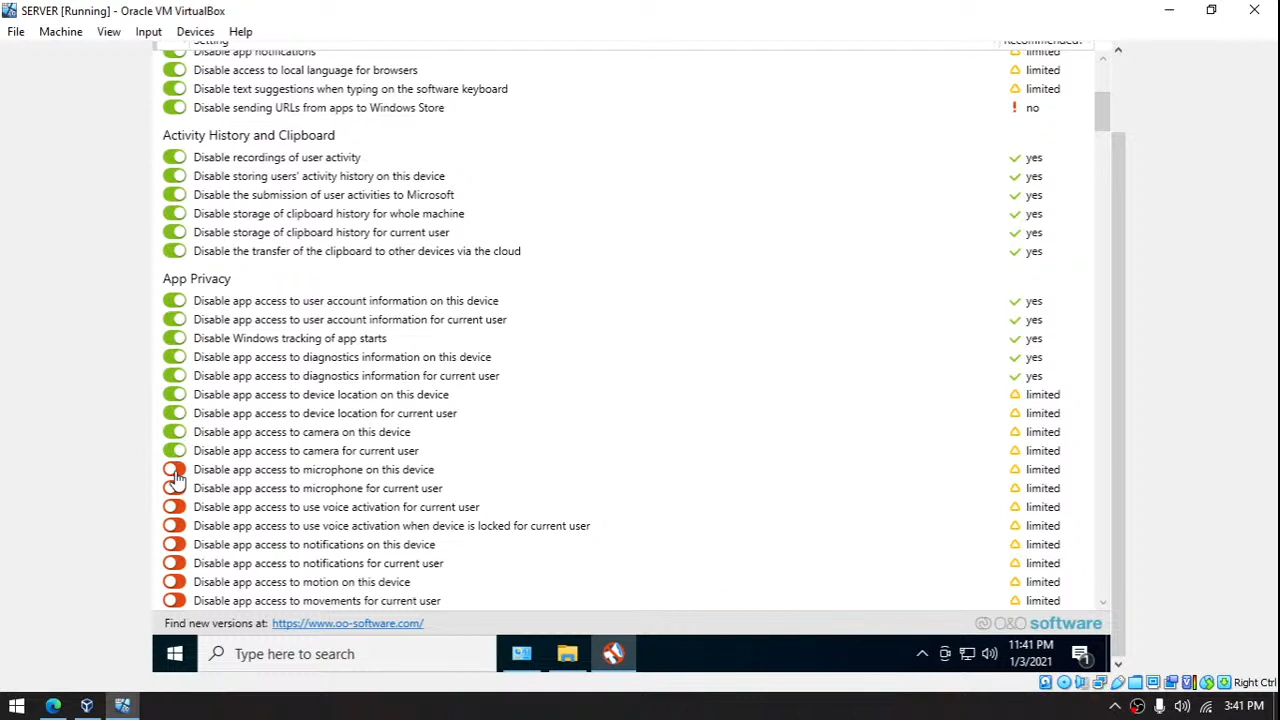 SERVER [Running] - Oracle VM VirtualBox
File Machine View Input Devices Help
Setting Recommended?
Disable app notifications limited
Disable access to local language for browsers limited
Disable text suggestions when typing on the software keyboard limited
Disable sending URLs from apps to Windows Store no
Activity History and Clipboard
Disable recordings of user activity yes
Disable storing users' activity history on this device yes
Disable the submission of user activities to Microsoft yes
Disable storage of clipboard history for whole machine yes
Disable storage of clipboard history for current user yes
Disable the transfer of the clipboard to other devices via the cloud yes
App Privacy
Disable app access to user account information on this device yes
Disable app access to user account information for current user yes
Disable Windows tracking of app starts yes
Disable app access to diagnostics information on this device yes
Disable app access to diagnostics information for current user yes
Disable app access to device location on this device limited
Disable app access to device location for current user limited
Disable app access to camera on this device limited
Disable app access to camera for current user limited
Disable app access to microphone on this device limited
Disable app access to microphone for current user limited
Disable app access to use voice activation for current user limited
Disable app access to use voice activation when device is locked for current user limited
Disable app access to notifications on this device limited
Disable app access to notifications for current user limited
Disable app access to motion on this device limited
Disable app access to movements for current user limited
Find new versions at: https://www.oo-software.com/ O&O software
Type here to search
11:41 PM
1/3/2021
1
Right Ctrl
3:41 PM